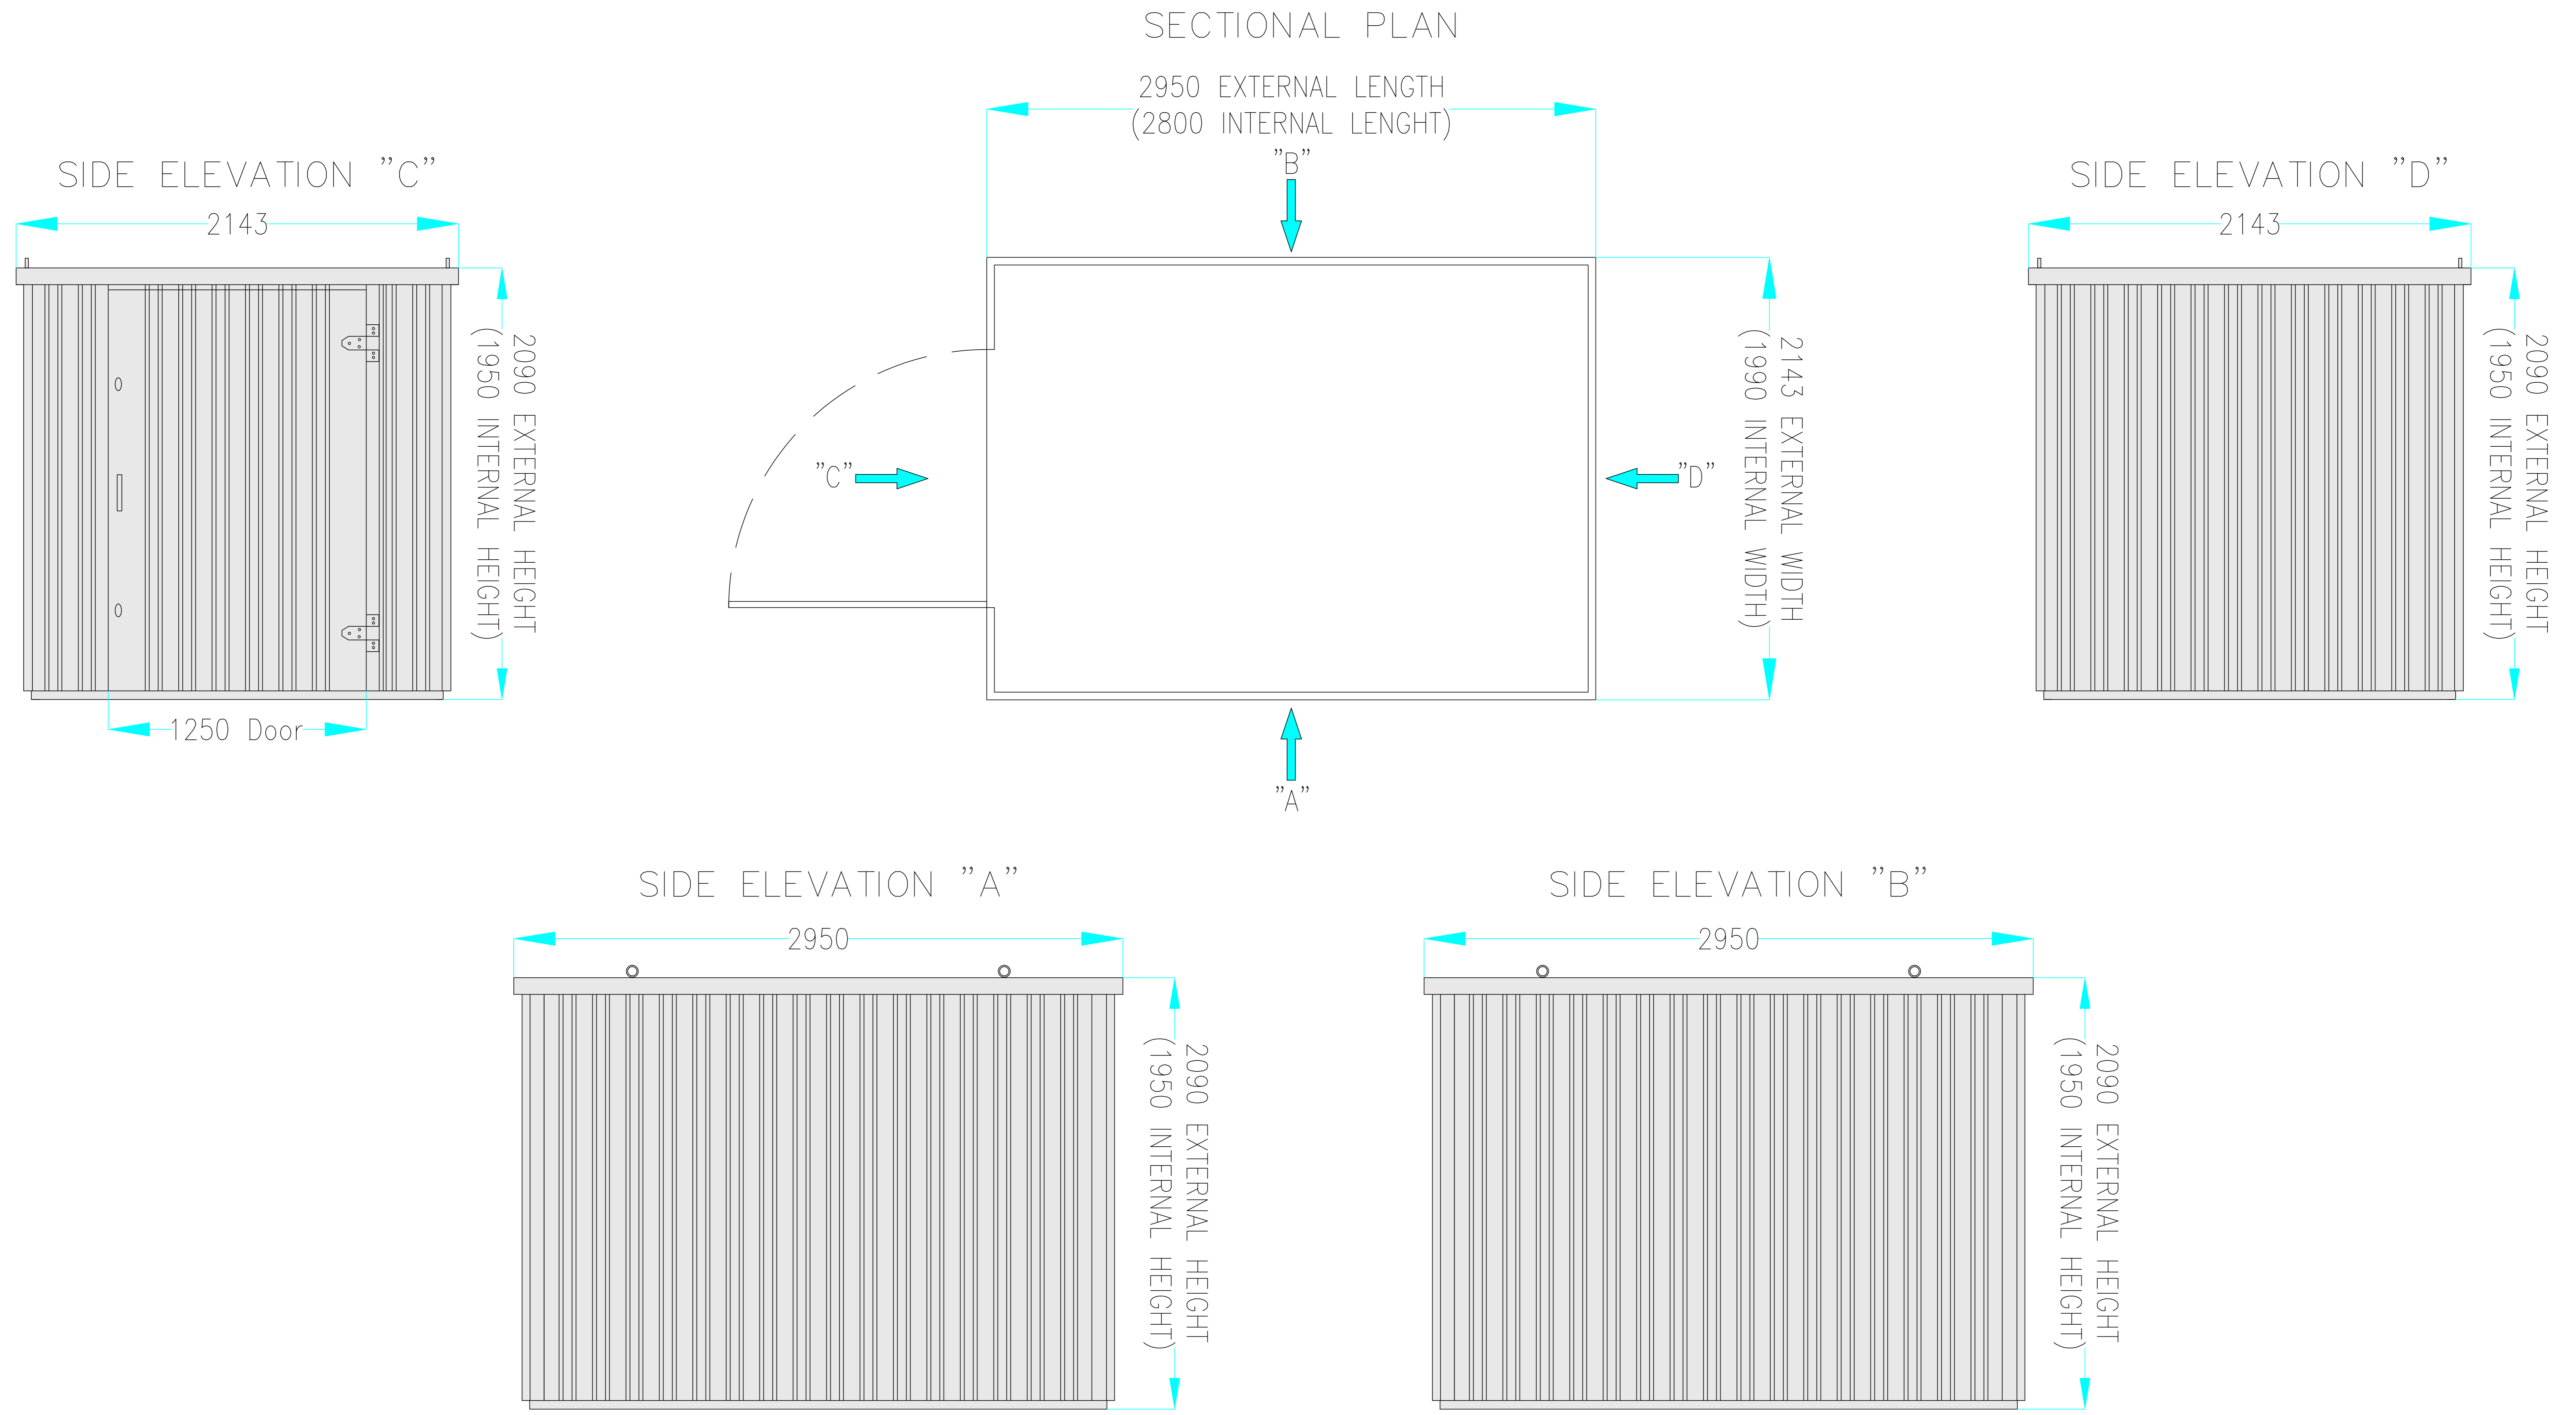 SECTIONAL PLAN
2950 EXTERNAL LENGTH
(2800 INTERNAL LENGHT)
"B"
SIDE ELEVATION "C"
2143
2090 EXTERNAL HEIGHT
(1950 INTERNAL HEIGHT)
1250 Door
"C"
"D"
2143 EXTERNAL WIDTH
(1990 INTERNAL WIDTH)
"A"
SIDE ELEVATION "D"
2143
2090 EXTERNAL HEIGHT
(1950 INTERNAL HEIGHT)
SIDE ELEVATION "A"
2950
2090 EXTERNAL HEIGHT
(1950 INTERNAL HEIGHT)
SIDE ELEVATION "B"
2950
2090 EXTERNAL HEIGHT
(1950 INTERNAL HEIGHT)